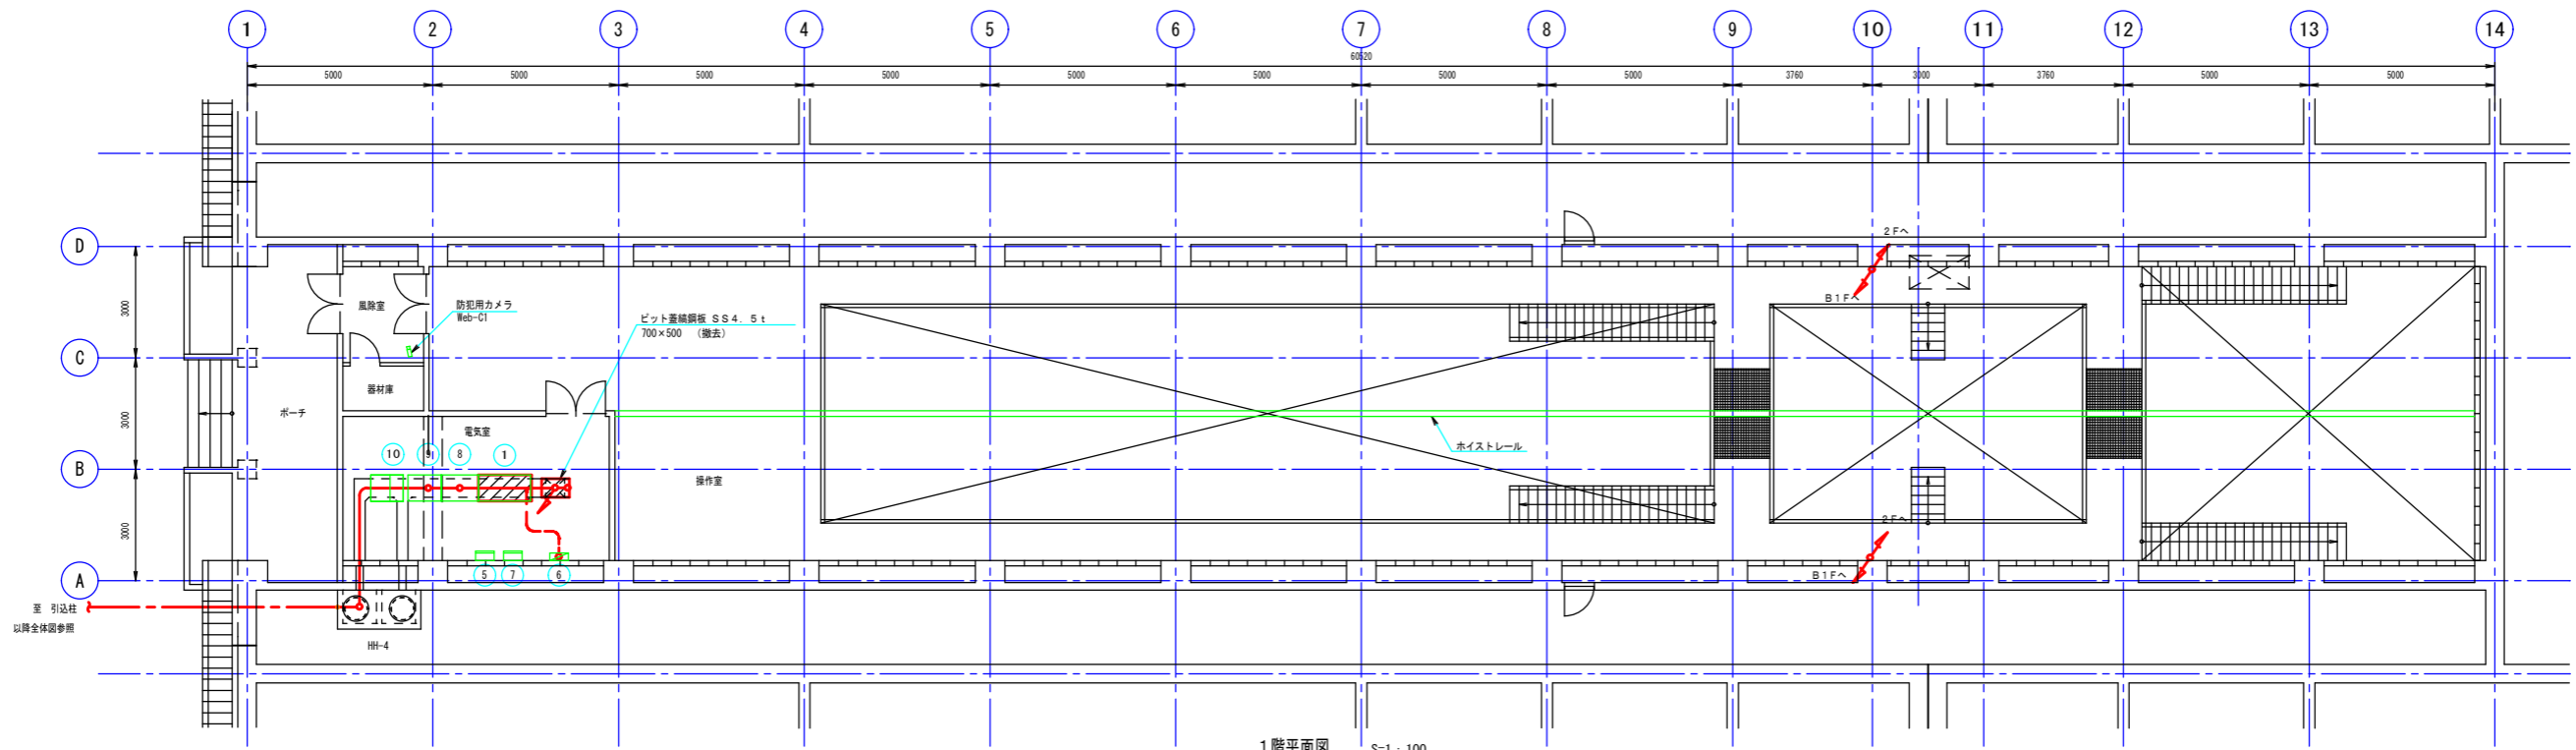 1 2 3 4 5 6 7 8 9 10 11 12 13 14
60520
5000 5000 5000 5000 5000 5000 5000 5000 3760 3000 3760 5000 5000
D
2Fへ
3000
風除室
防犯用カメラ
Web-C1
B1Fへ
ピット蓋縞鋼板 SS4.5t
700×500 (撤去)
C
器材庫
3000
ポーチ
電気室
ホイストレール
10 9 8 1
B
操作室
3000
2Fへ
5 7 6
B1Fへ
A
至 引込柱
以降全体図参照
HH-4
1階平面図 S=1:100